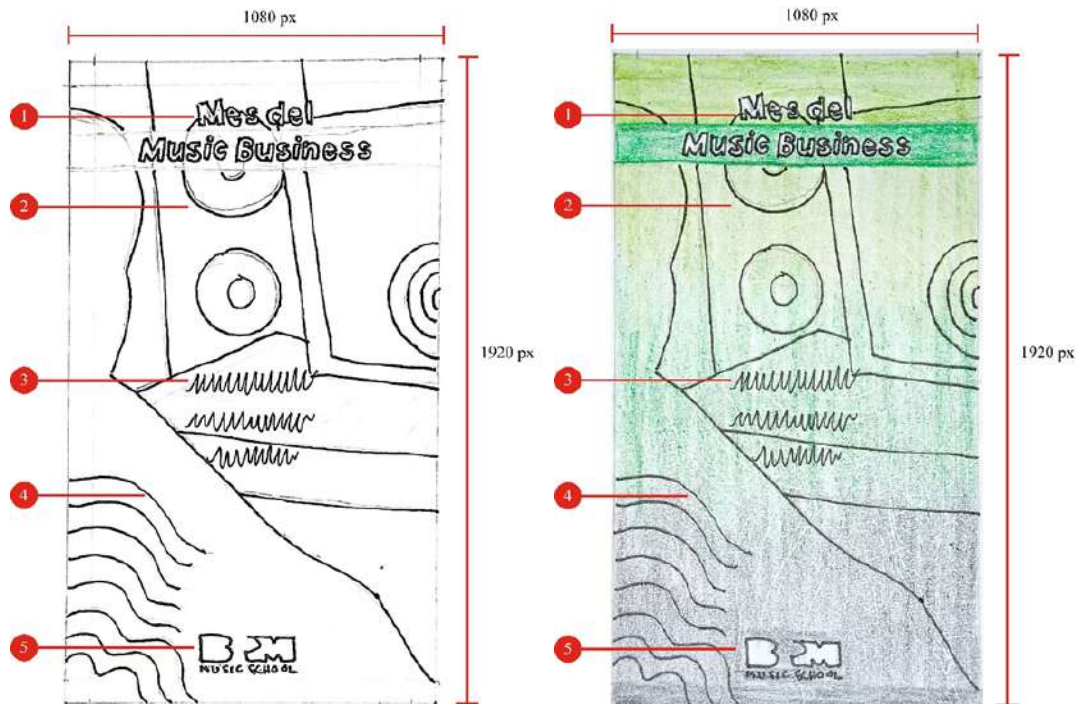 1080 px
1080 px
1
Mes del
Music Business
2
3
1920 px
4
5
B M
MUSIC SCHOOL
1
Mes del
Music Business
2
3
1920 px
4
5
B M
MUSIC SCHOOL